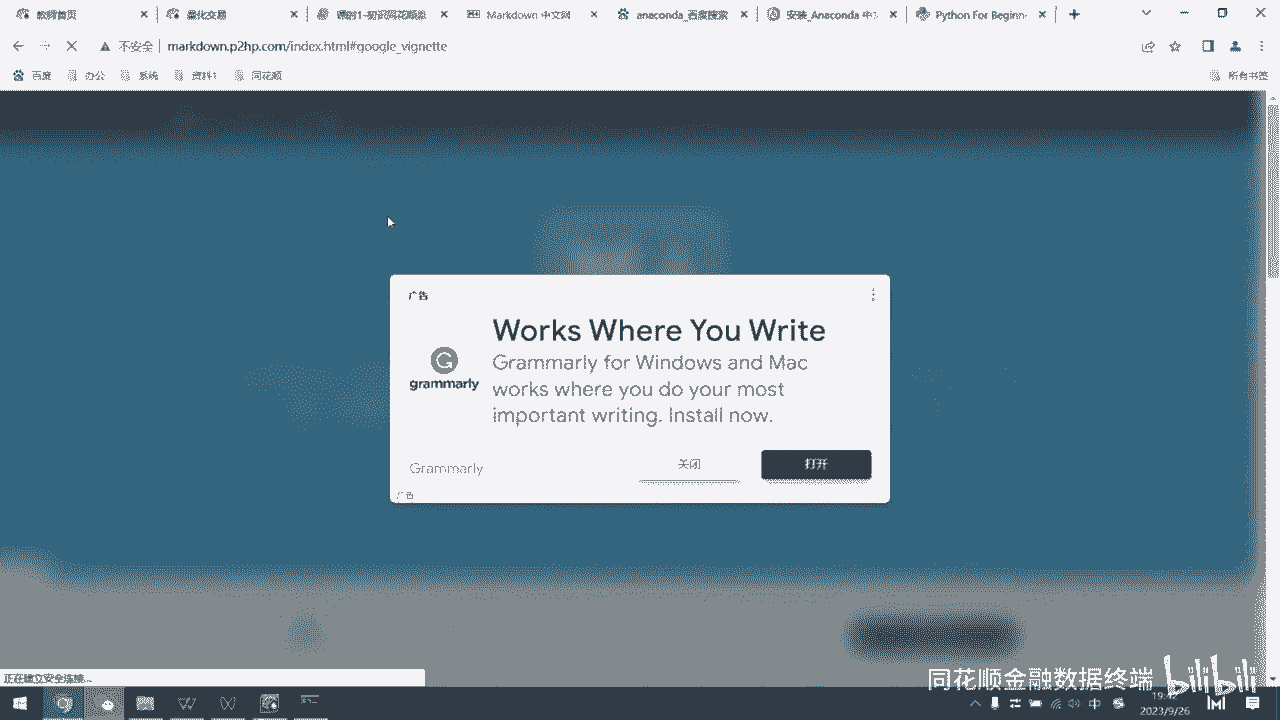 教师首页
量化交易
课时1-初识同花顺量
Markdown 中文网
anaconda_百度搜索
安装_Anaconda 中文
Python For Beginn
不安全
markdown.p2hp.com/index.html#google_vignette
百度
办公
系统
资料1
同花顺
所有书签
广告
Works Where You Write
Grammarly for Windows and Mac
works where you do your most
important writing. Install now.
grammarly
Grammarly
关闭
打开
广告
正在建立安全连接...
同花顺金融数据终端
bilibili
中
2023/9/26